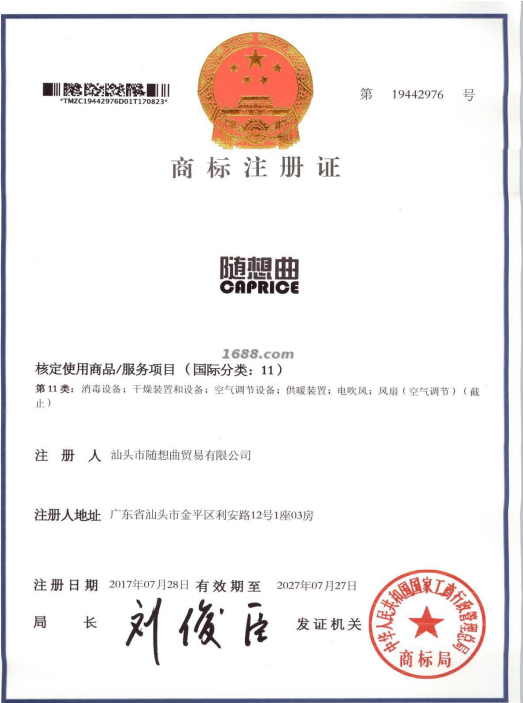 *TMZC19442976D01T170823*
第 19442976 号
商标注册证
随想曲
CAPRICE
1688.com
核定使用商品/服务项目（国际分类：11）
第11类：消毒设备；干燥装置和设备；空气调节设备；供暖装置；电吹风；风扇（空气调节）（截
止）
注册人 汕头市随想曲贸易有限公司
注册人地址 广东省汕头市金平区利安路12号1座03房
注册日期 2017年07月28日 有效期至 2027年07月27日
局长 刘俊臣 发证机关
中华人民共和国国家工商行政管理总局
商标局